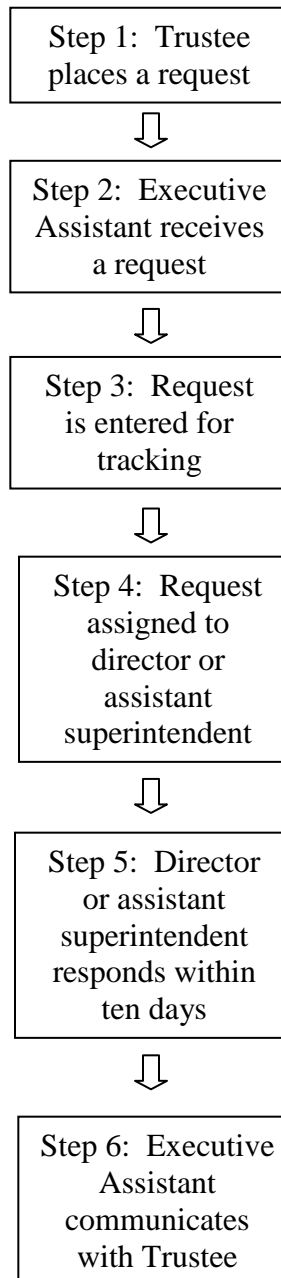 Step 1:  Trustee
places a request
Step 2:  Executive
Assistant receives
a request
Step 3:  Request
is entered for
tracking
Step 4:  Request
assigned to
director or
assistant
superintendent
Step 5:  Director
or assistant
superintendent
responds within
ten days
Step 6:  Executive
Assistant
communicates
with Trustee